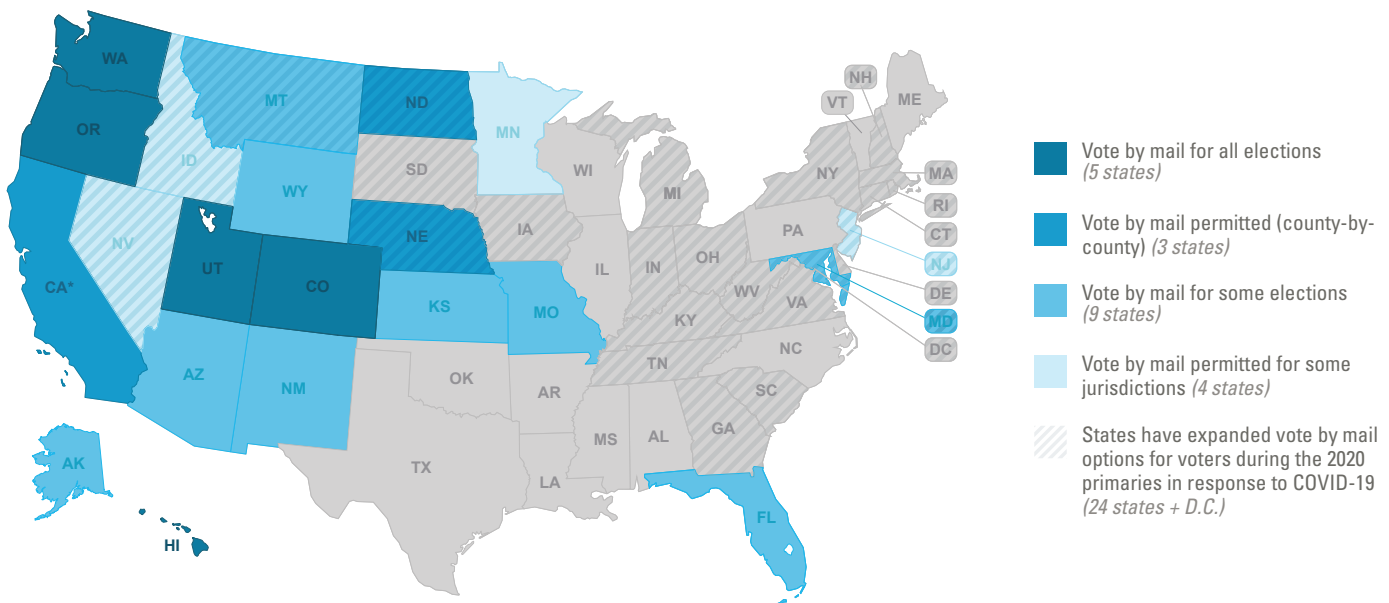 WA
OR
CA*
ID
NV
MT
WY
UT
CO
AZ
NM
ND
SD
NE
KS
MN
IA
MO
OK
TX
AR
LA
WI
IL
MI
IN
OH
KY
TN
MS
AL
GA
FL
SC
NC
VA
WV
PA
NY
VT
NH
ME
MA
RI
CT
NJ
DE
MD
DC
AK
HI
Vote by mail for all elections
(5 states)
Vote by mail permitted (county-by-
county) (3 states)
Vote by mail for some elections
(9 states)
Vote by mail permitted for some
jurisdictions (4 states)
States have expanded vote by mail
options for voters during the 2020
primaries in response to COVID-19
(24 states + D.C.)